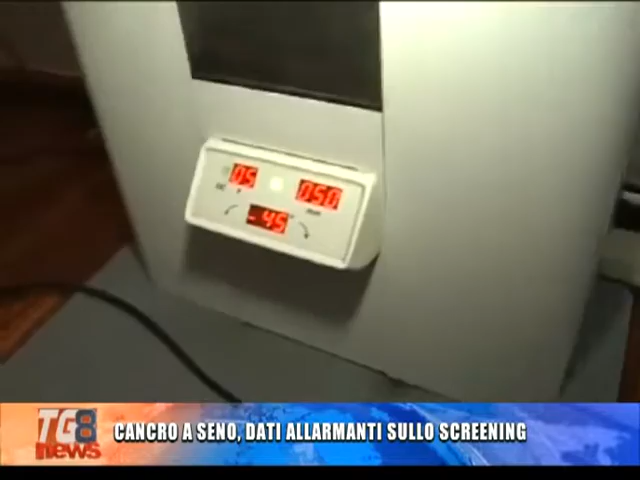 05
050
-45
TG8
news
CANCRO A SENO, DATI ALLARMANTI SULLO SCREENING